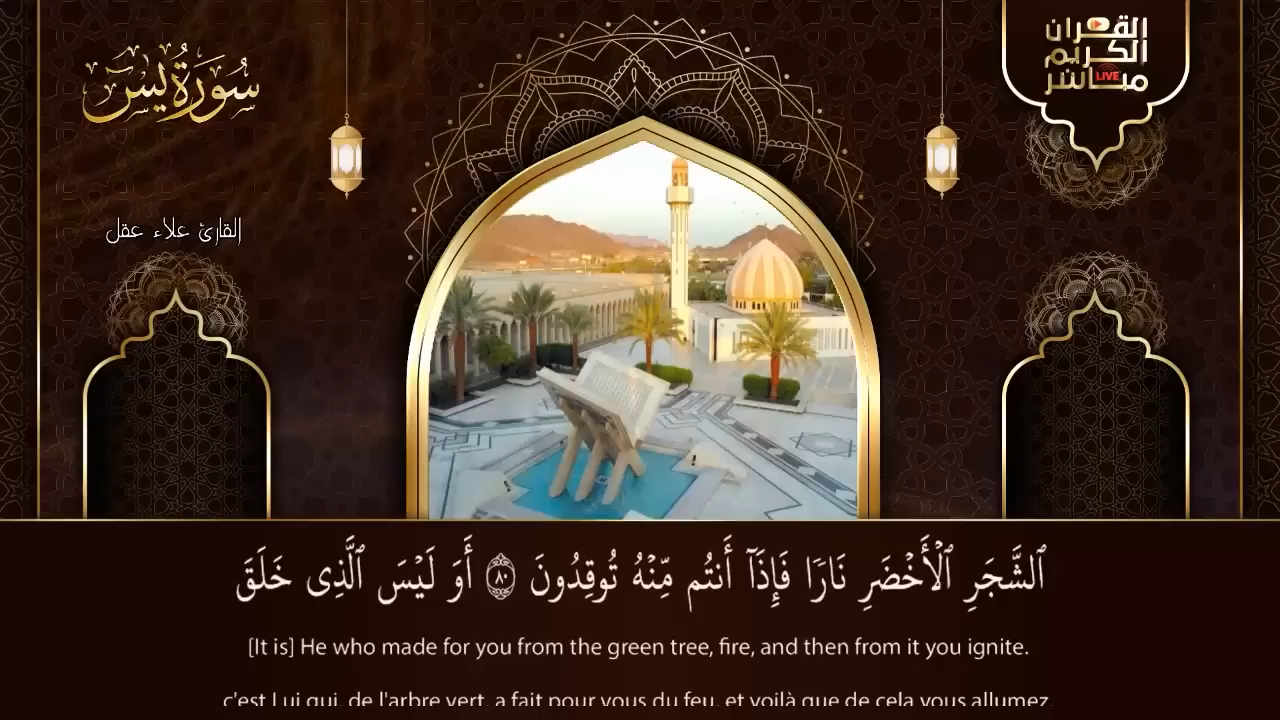 القرآن
الكريم
مباشر
LIVE
سُورَةُ يسٓ
القارئ علاء عقل
ٱلشَّجَرِ ٱلْأَخْضَرِ نَارًا فَإِذَآ أَنتُم مِّنْهُ تُوقِدُونَ ۝٨٠ أَوَ لَيْسَ ٱلَّذِى خَلَقَ
[It is] He who made for you from the green tree, fire, and then from it you ignite.
c'est Lui qui, de l'arbre vert, a fait pour vous du feu, et voilà que de cela vous allumez.